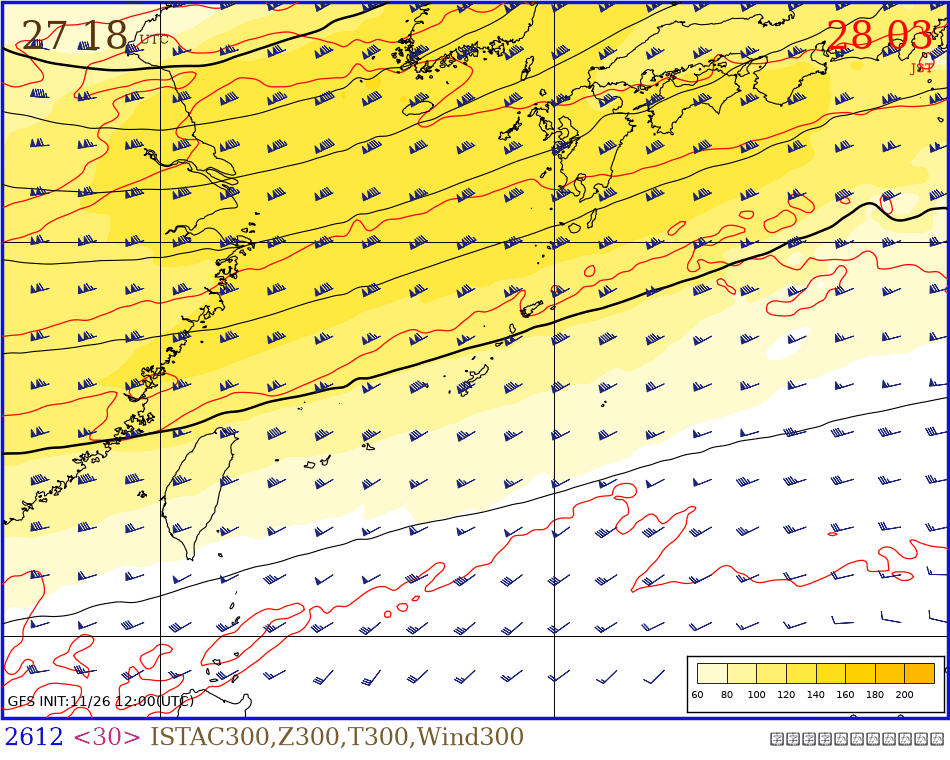 27 18 UTC 28 03
JST
GFS INIT:11/26 12:00(UTC)
60 80 100 120 140 160 180 200
2612 <30> ISTAC300,Z300,T300,Wind300